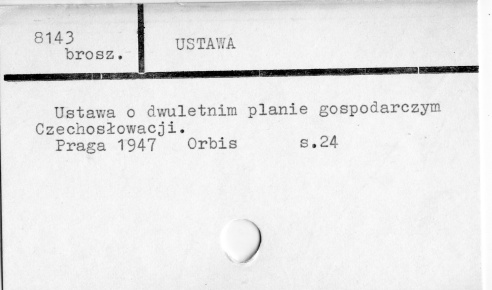 8143
brosz.
USTAWA
Ustawa o dwuletnim planie gospodarczym
Czechosłowacji.
Praga 1947 Orbis s.24